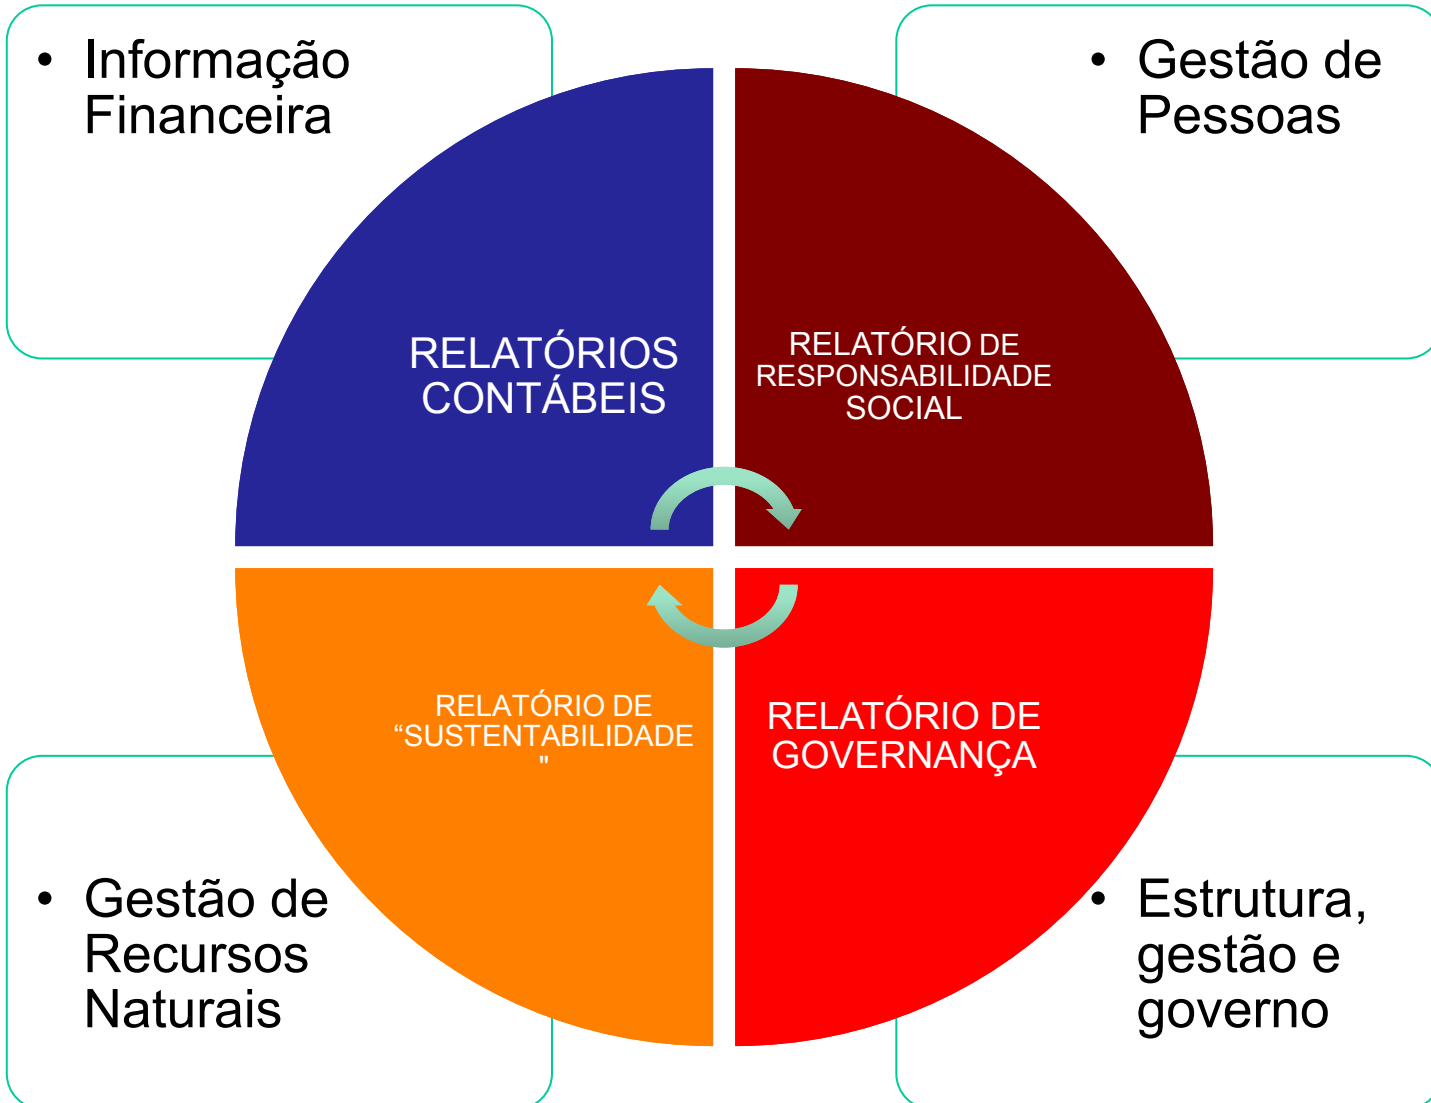 • Informação
Financeira
• Gestão de
Pessoas
RELATÓRIOS
CONTÁBEIS
RELATÓRIO DE
RESPONSABILIDADE
SOCIAL
RELATÓRIO DE
“SUSTENTABILIDADE
"
RELATÓRIO DE
GOVERNANÇA
• Gestão de
Recursos
Naturais
• Estrutura,
gestão e
governo